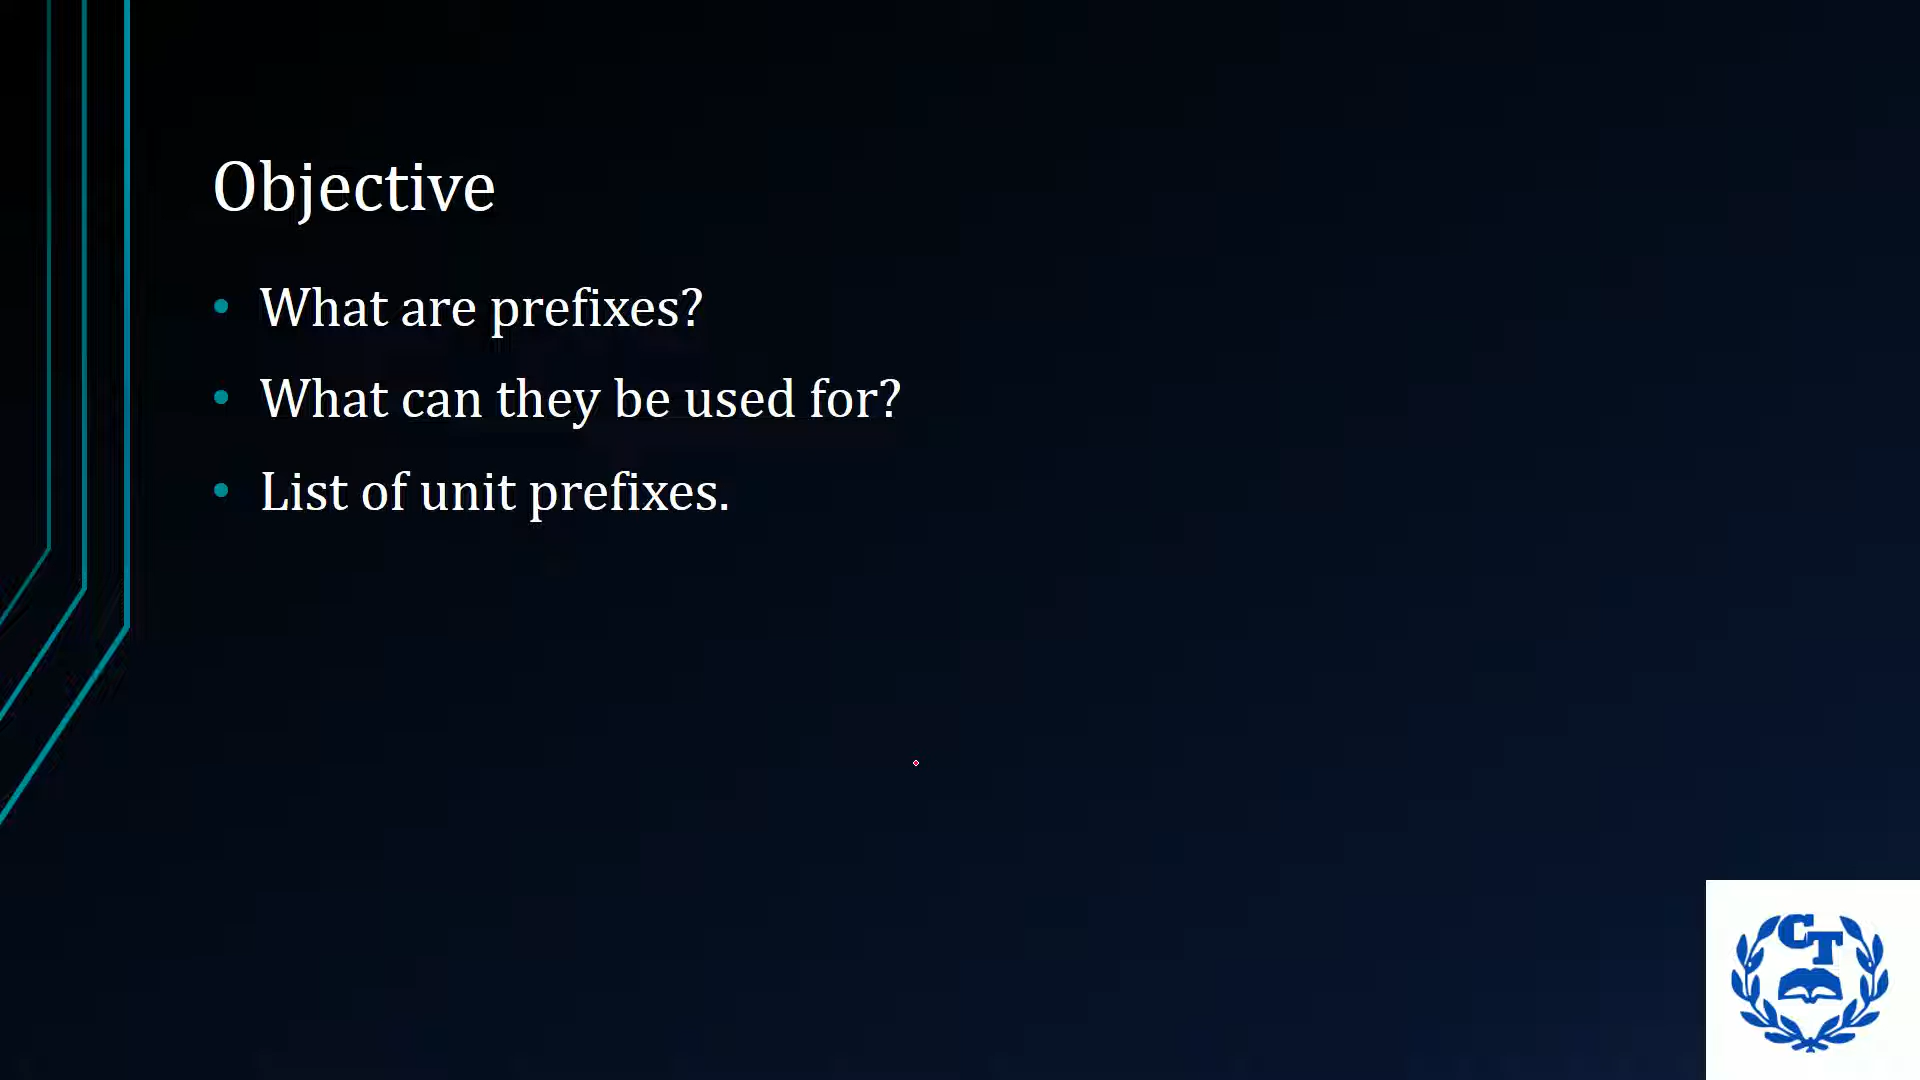 Objective
• What are prefixes?
• What can they be used for?
• List of unit prefixes.
CT